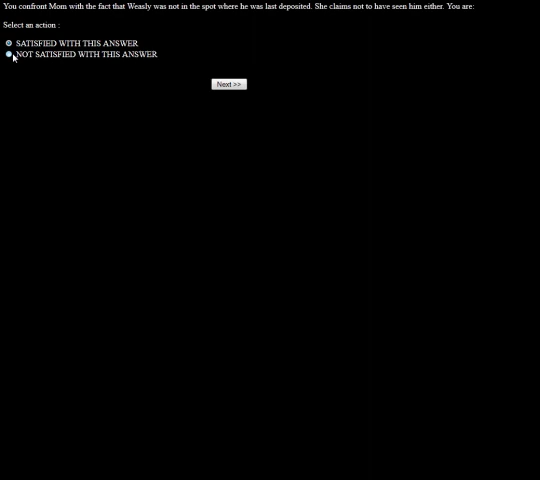 You confront Mom with the fact that Weasly was not in the spot where he was last deposited. She claims not to have seen him either. You are:
Select an action :
SATISFIED WITH THIS ANSWER
NOT SATISFIED WITH THIS ANSWER
Next >>